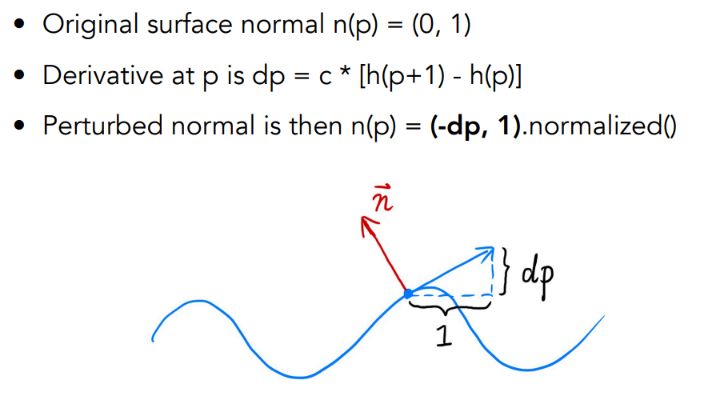 • Original surface normal n(p) = (0, 1)
• Derivative at p is dp = c * [h(p+1) - h(p)]
• Perturbed normal is then n(p) = (-dp, 1).normalized()
n⃗
} dp
1